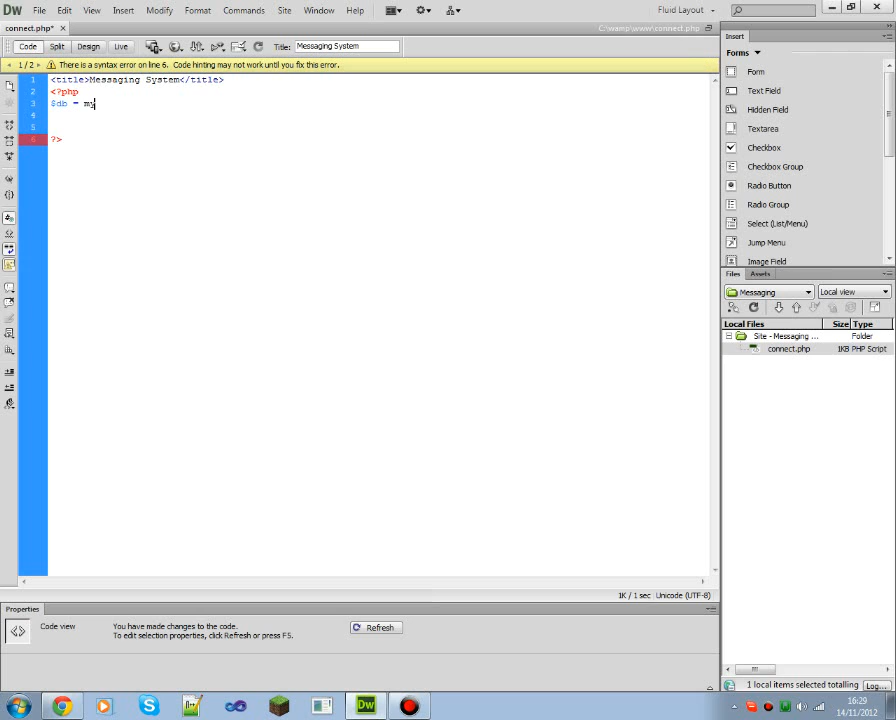 Dw File Edit View Insert Modify Format Commands Site Window Help Fluid Layout
connect.php* × C:\wamp\www\connect.php
Code Split Design Live Title: Messaging System
1 / 2 There is a syntax error on line 6. Code hinting may not work until you fix this error.
1 <title>Messaging System</title>
2 <?php
3 $db = my
4
5
6 ?>
1K / 1 sec Unicode (UTF-8)
Properties
Code view
You have made changes to the code.
To edit selection properties, click Refresh or press F5.
Refresh
Insert
Forms
Form
Text Field
Hidden Field
Textarea
Checkbox
Checkbox Group
Radio Button
Radio Group
Select (List/Menu)
Jump Menu
Image Field
Files Assets
Messaging Local view
Local Files Size Type
Site - Messaging ... Folder
connect.php 1KB PHP Script
1 local items selected totalling Log...
Dw
16:29
14/11/2012